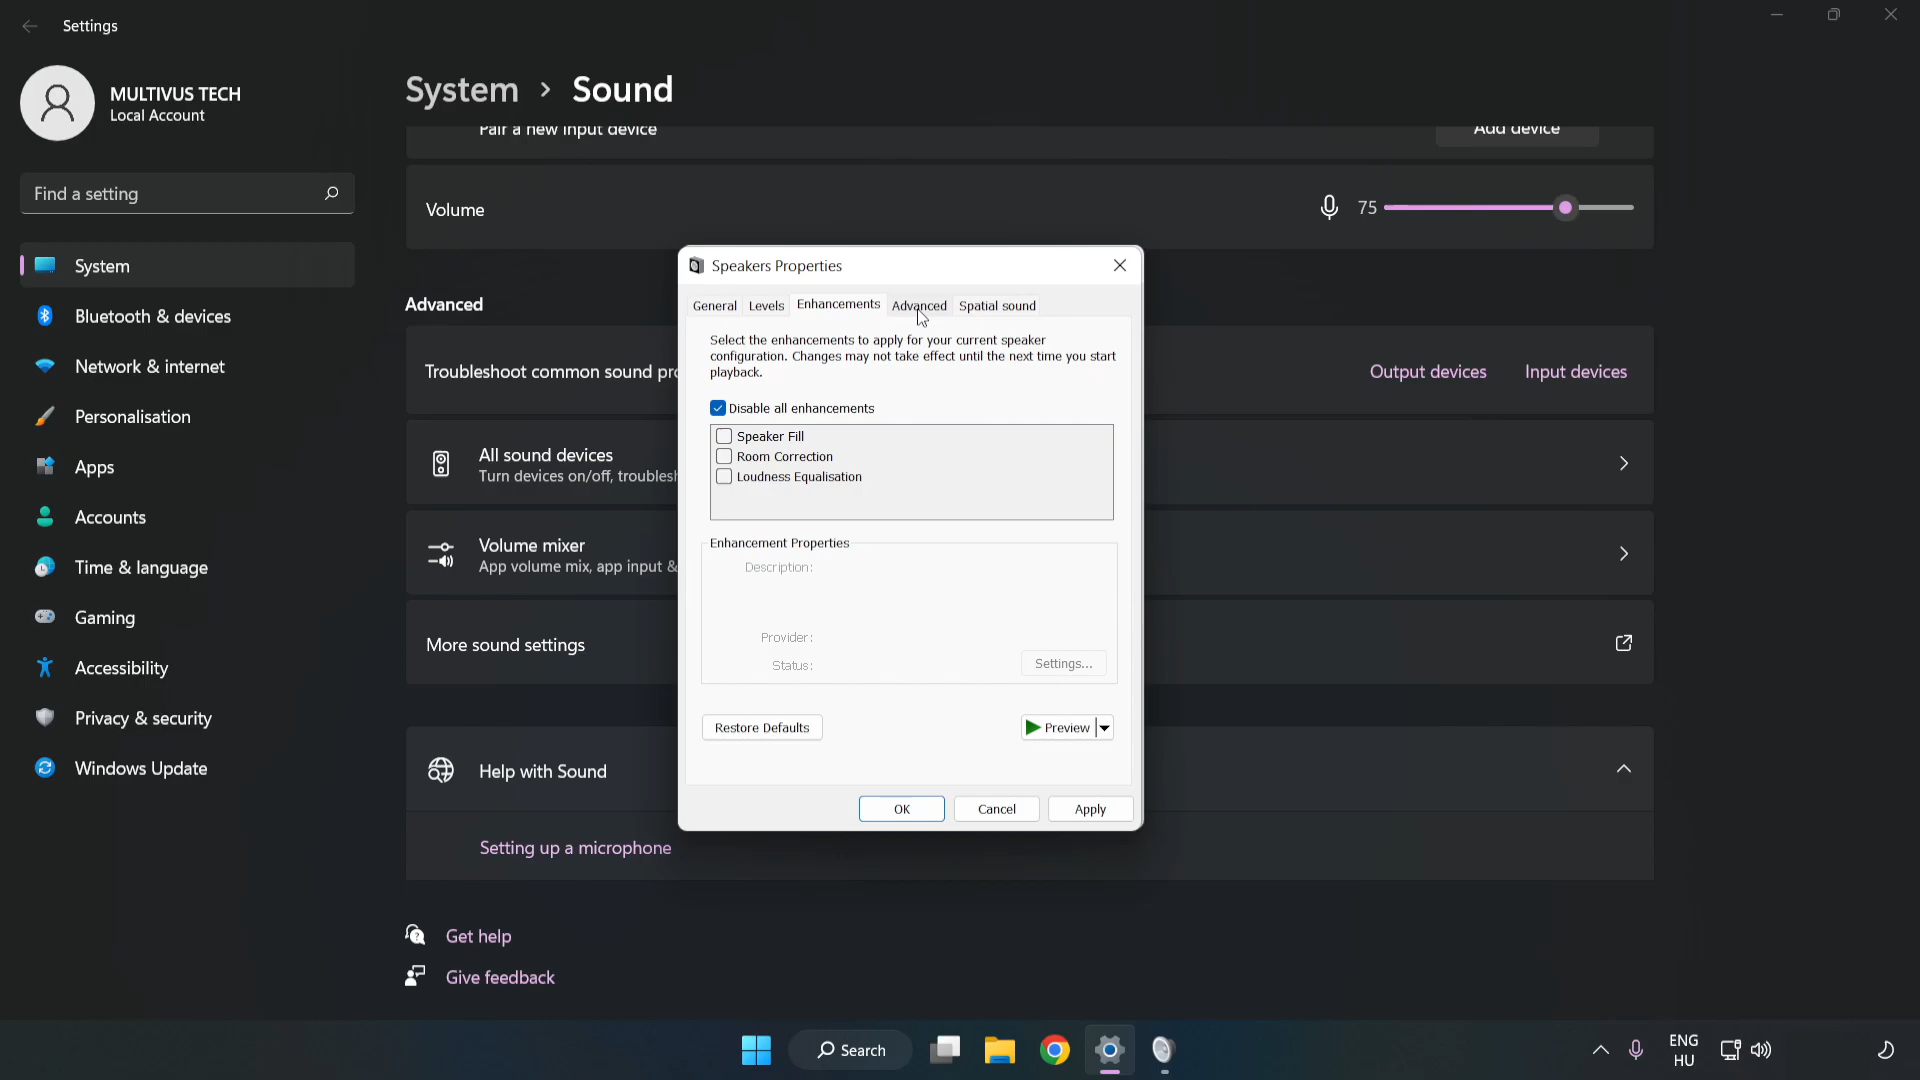 Settings
MULTIVUS TECH
Local Account
Find a setting
System
Bluetooth & devices
Network & internet
Personalisation
Apps
Accounts
Time & language
Gaming
Accessibility
Privacy & security
Windows Update
System > Sound
Pair a new input device
Add device
Volume
75
Advanced
Troubleshoot common sound pro
Output devices
Input devices
All sound devices
Turn devices on/off, troublesh
Volume mixer
App volume mix, app input &
More sound settings
Help with Sound
Setting up a microphone
Get help
Give feedback
Speakers Properties
General Levels Enhancements Advanced Spatial sound
Select the enhancements to apply for your current speaker
configuration. Changes may not take effect until the next time you start
playback.
Disable all enhancements
Speaker Fill
Room Correction
Loudness Equalisation
Enhancement Properties
Description:
Provider:
Status:
Settings...
Restore Defaults
Preview
OK
Cancel
Apply
Search
ENG
HU